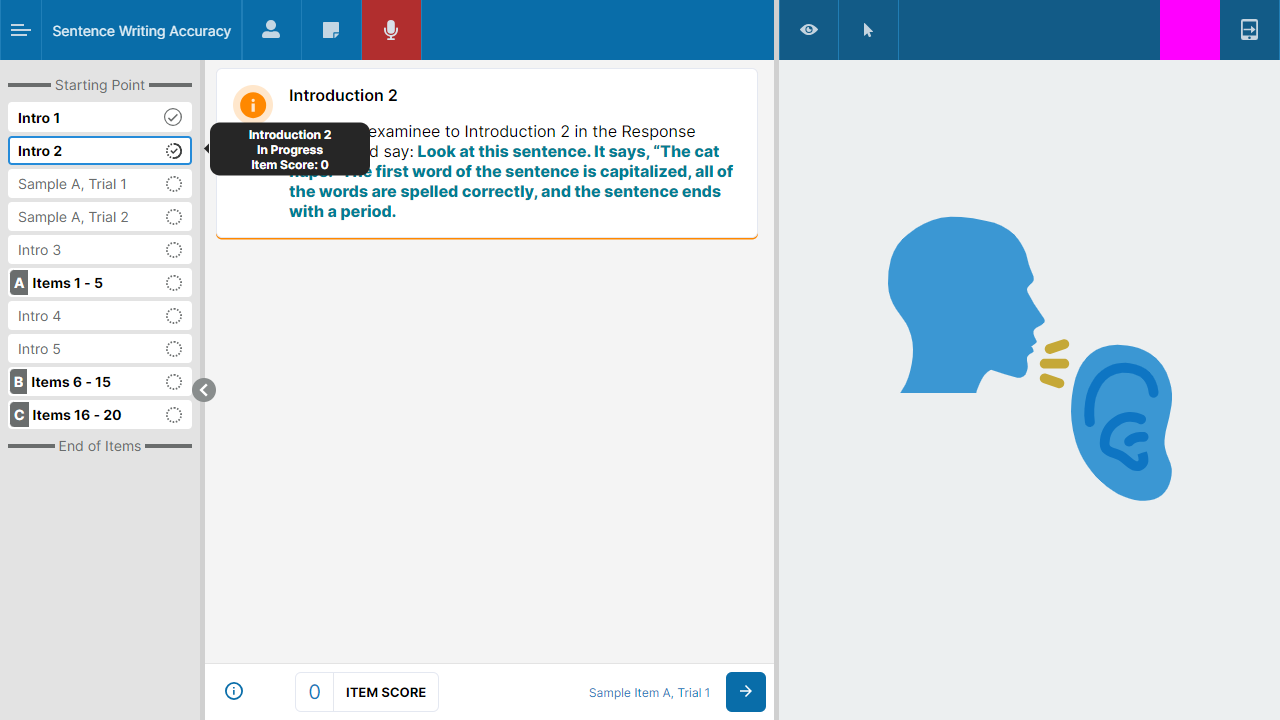 Sentence Writing Accuracy
Starting Point
Intro 1
Intro 2
Sample A, Trial 1
Sample A, Trial 2
Intro 3
A Items 1 - 5
Intro 4
Intro 5
B Items 6 - 15
C Items 16 - 20
End of Items
Introduction 2
In Progress
Item Score: 0
Introduction 2
examinee to Introduction 2 in the Response
say: Look at this sentence. It says, “The cat
first word of the sentence is capitalized, all of
the words are spelled correctly, and the sentence ends
with a period.
0 ITEM SCORE
Sample Item A, Trial 1